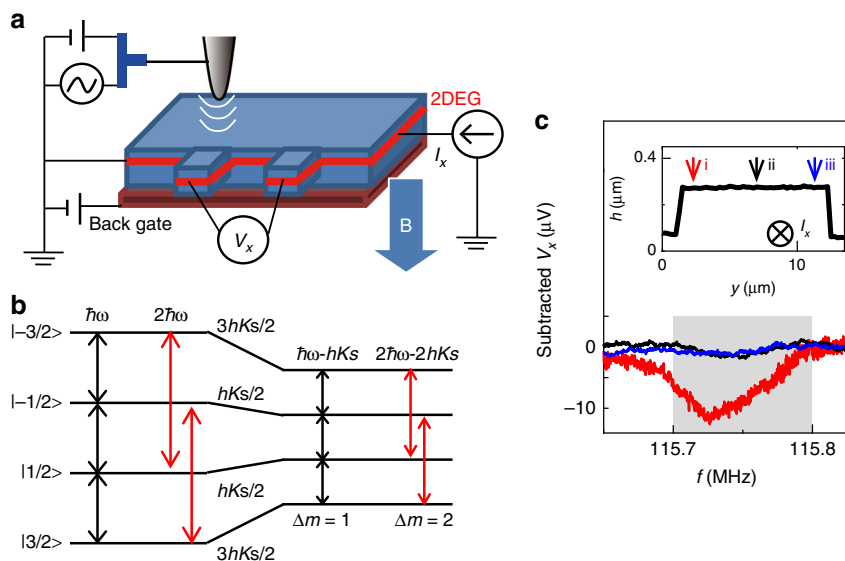 a
2DEG
I_x
Back gate
V_x
B
b
ħω
2ħω
|−3/2>
3hKs/2
ħω-hKs
2ħω-2hKs
|−1/2>
hKs/2
|1/2>
hKs/2
Δm = 1
Δm = 2
|3/2>
3hKs/2
c
Subtracted V_x (μV)
0
−10
115.7
115.8
f (MHz)
h (μm)
0.4
0
i
ii
iii
I_x
0
10
y (μm)